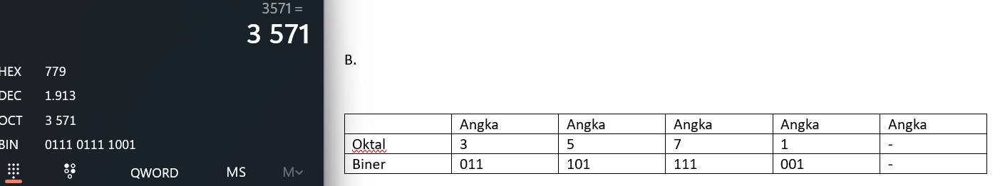 3571 =
3 571
HEX 779
DEC 1.913
OCT 3 571
BIN 0111 0111 1001
QWORD MS M
B.
Angka Angka Angka Angka Angka
Oktal 3 5 7 1 -
Biner 011 101 111 001 -